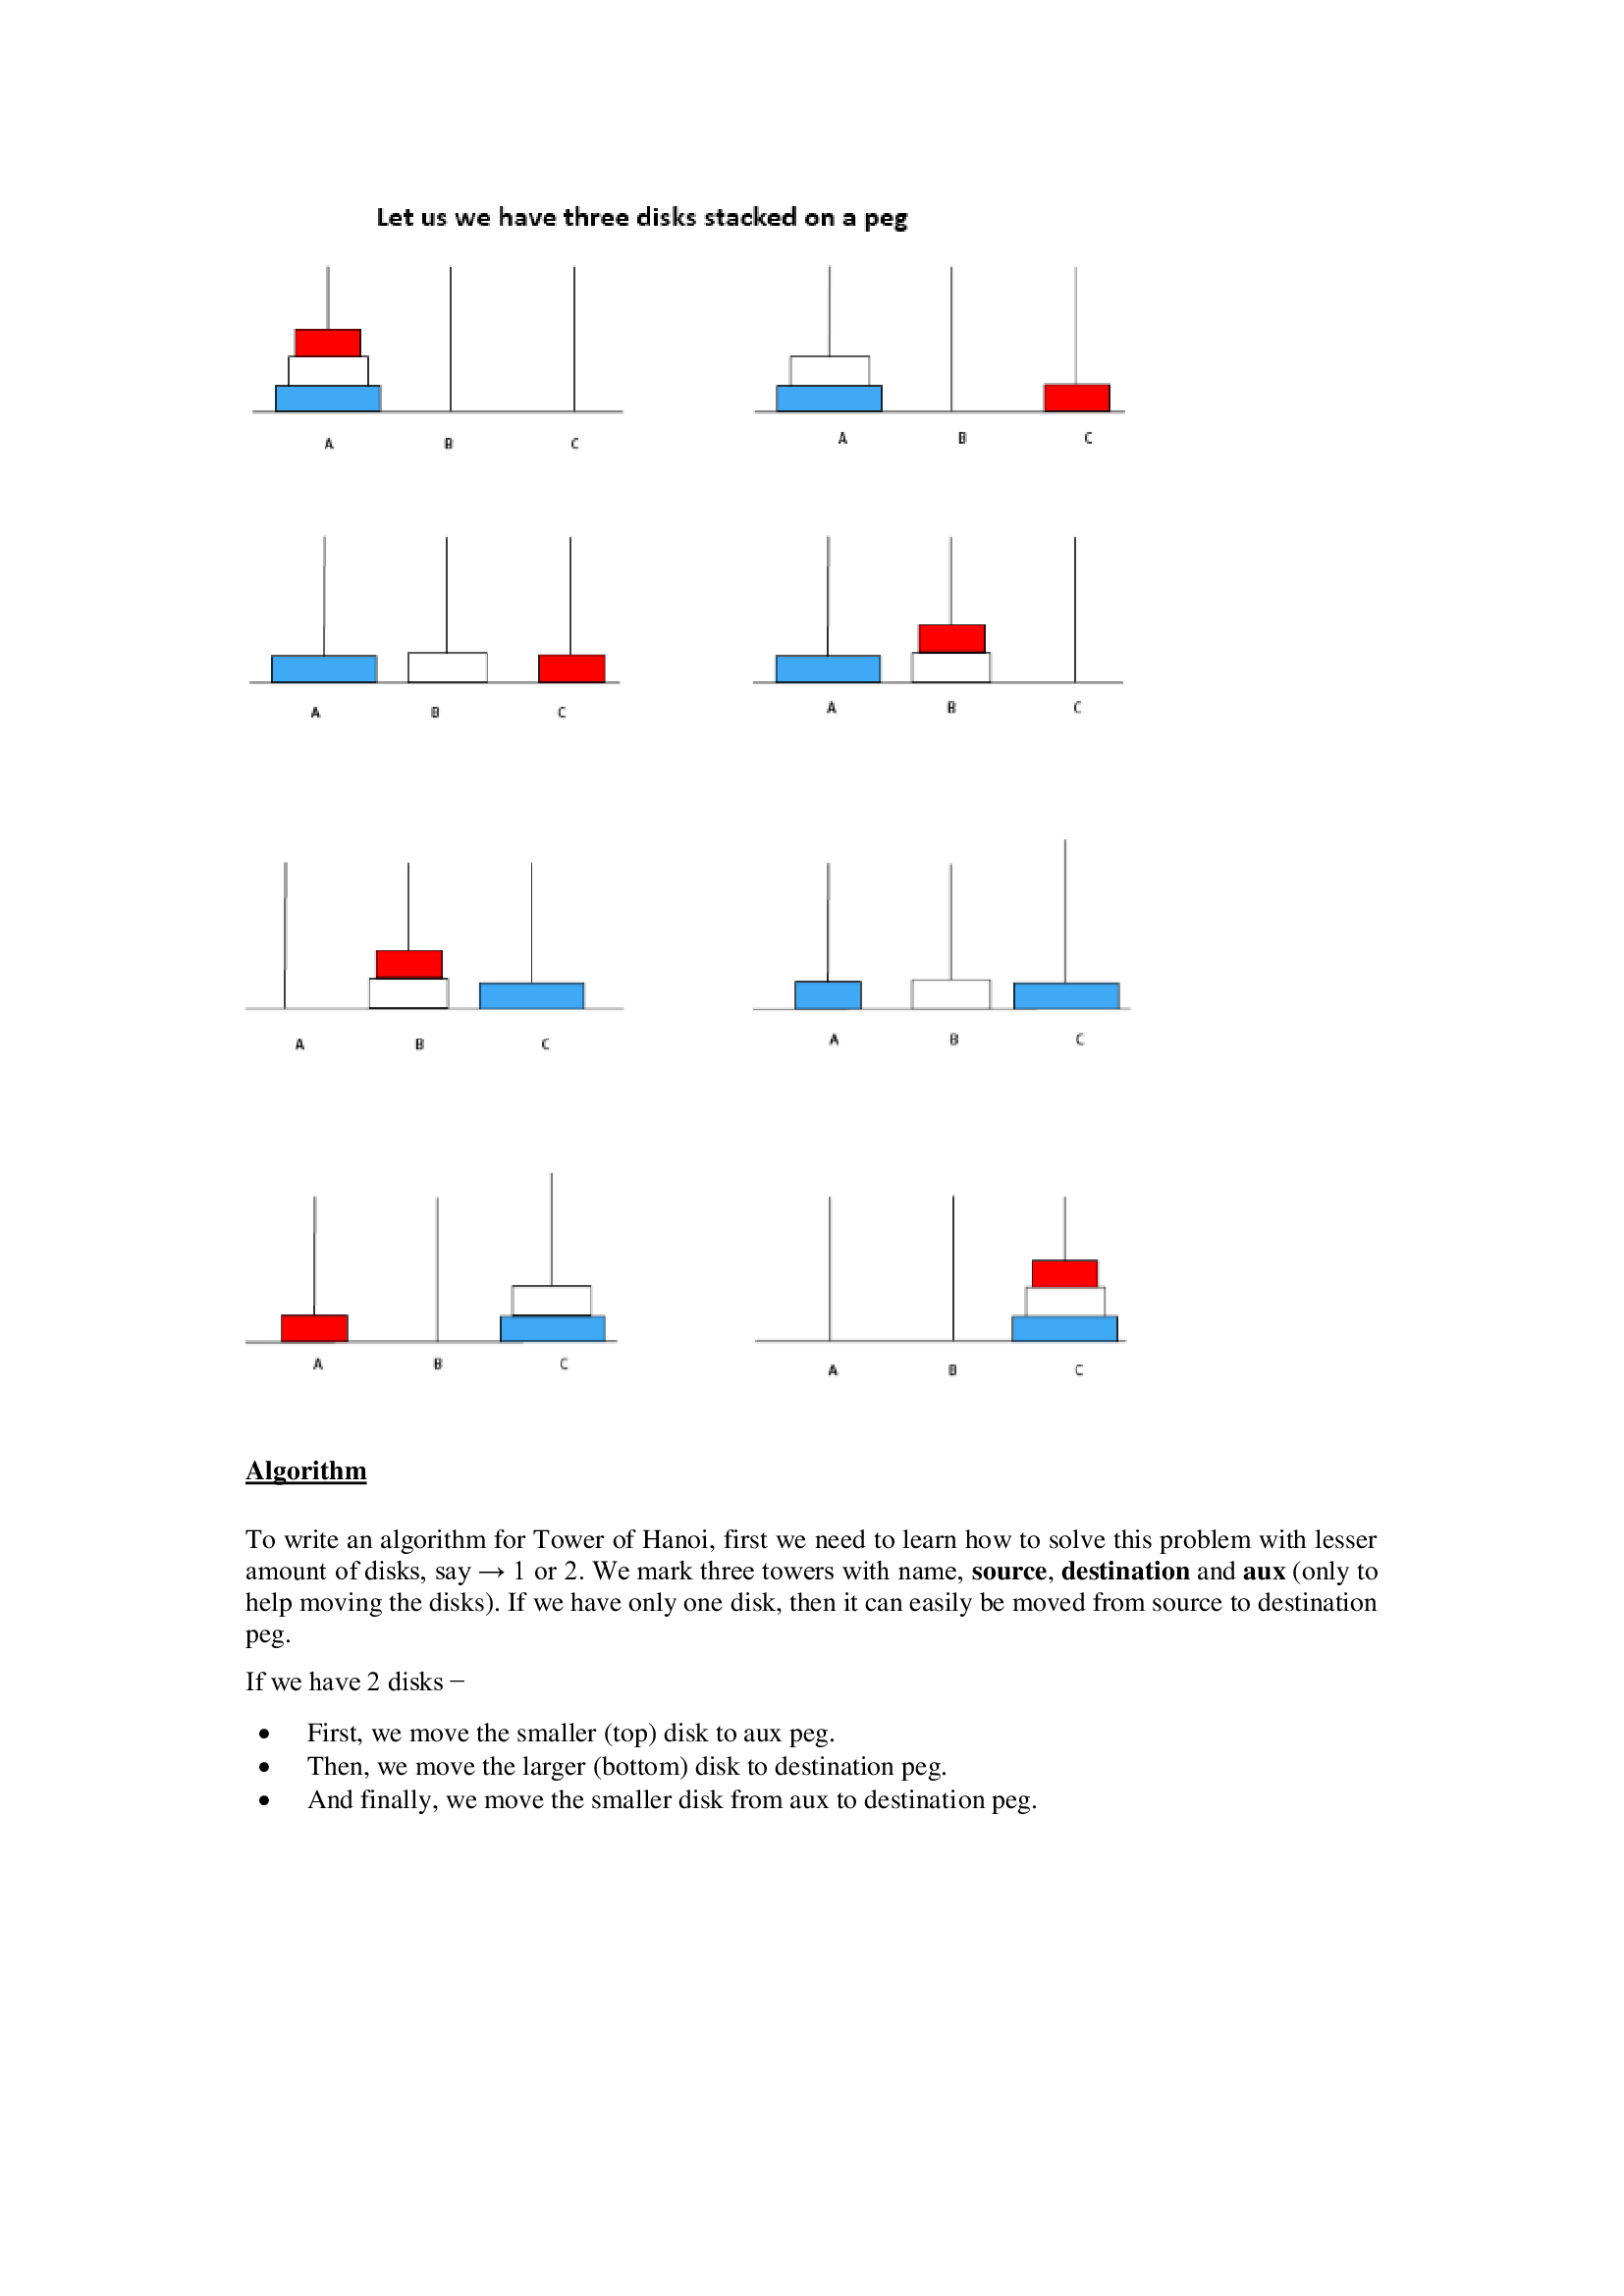 Let us we have three disks stacked on a peg
A B C
A B C
A B C
A B C
A B C
A B C
A B C
A B C
Algorithm
To write an algorithm for Tower of Hanoi, first we need to learn how to solve this problem with lesser
amount of disks, say → 1 or 2. We mark three towers with name, source, destination and aux (only to
help moving the disks). If we have only one disk, then it can easily be moved from source to destination
peg.
If we have 2 disks −
• First, we move the smaller (top) disk to aux peg.
• Then, we move the larger (bottom) disk to destination peg.
• And finally, we move the smaller disk from aux to destination peg.